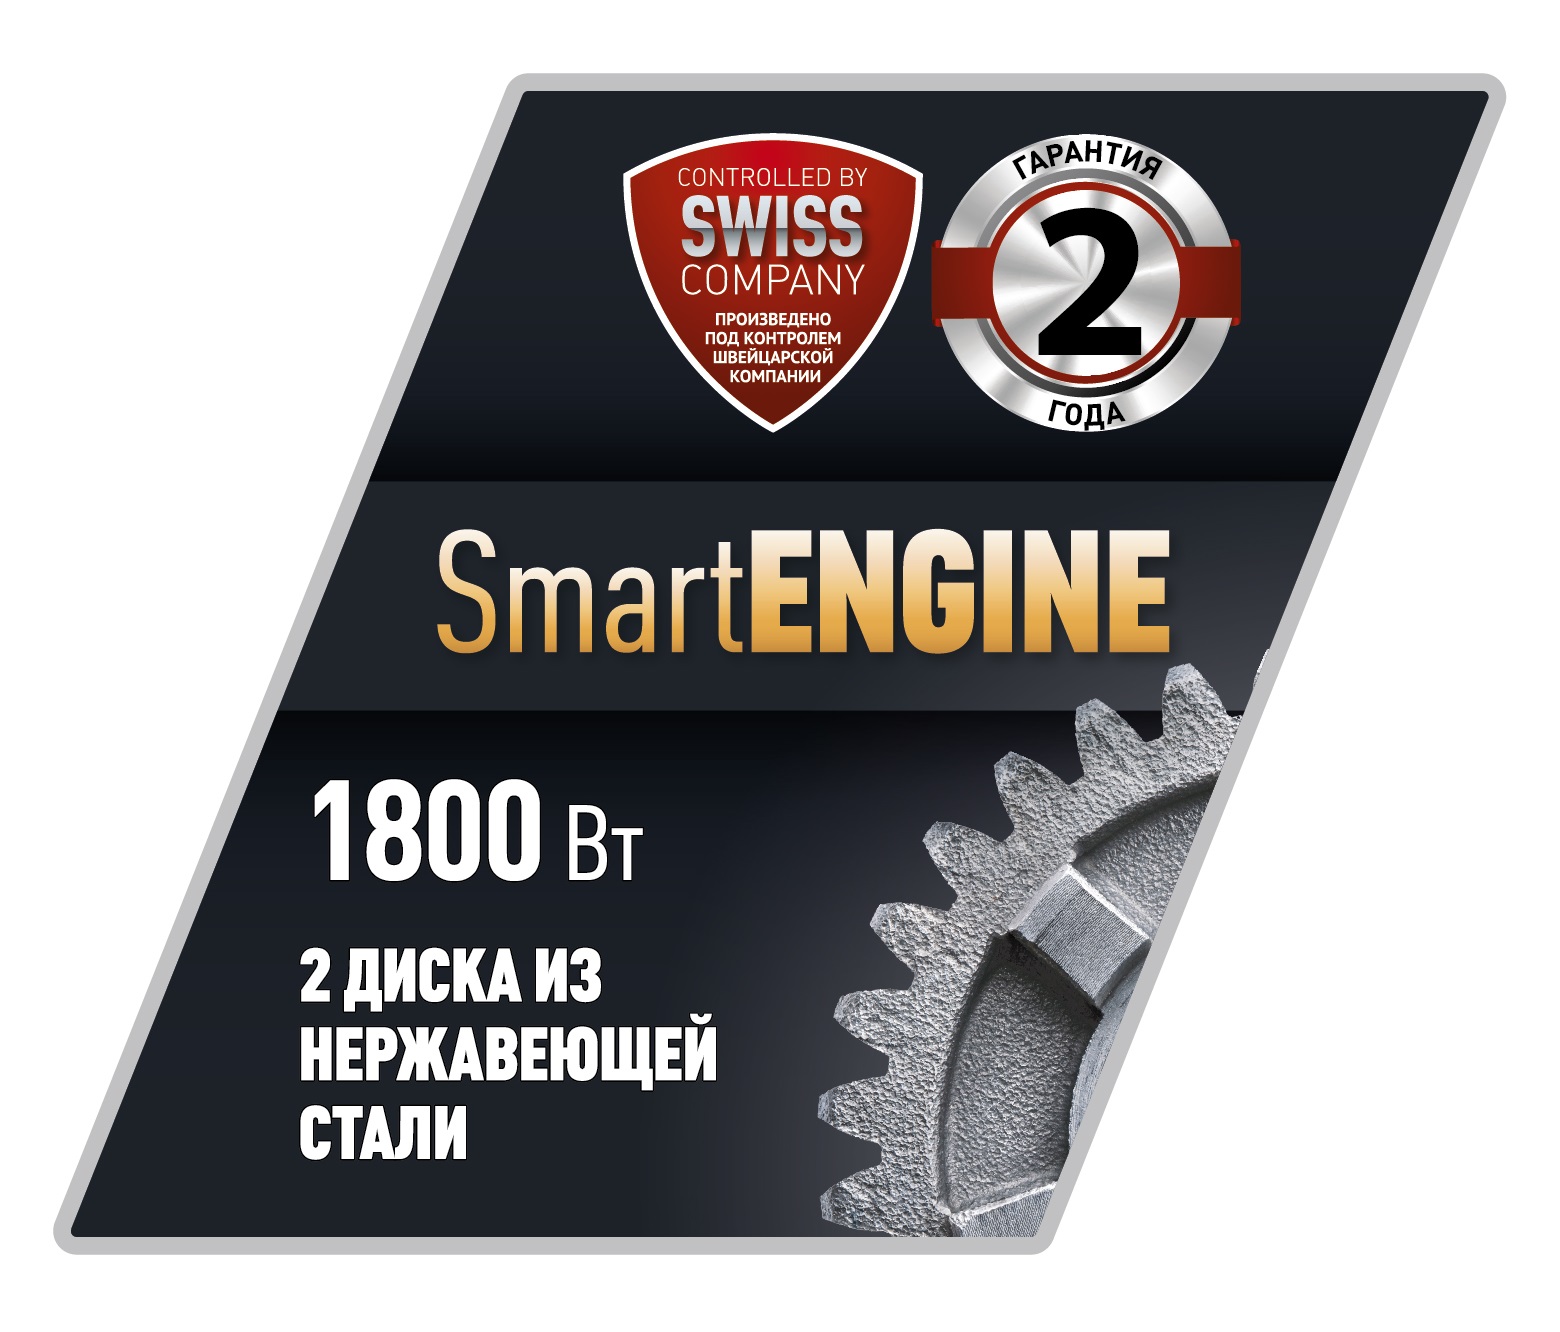 CONTROLLED BY
SWISS
COMPANY
ПРОИЗВЕДЕНО
ПОД КОНТРОЛЕМ
ШВЕЙЦАРСКОЙ
КОМПАНИИ
ГАРАНТИЯ
2
ГОДА
SmartENGINE
1800 Вт
2 ДИСКА ИЗ
НЕРЖАВЕЮЩЕЙ
СТАЛИ